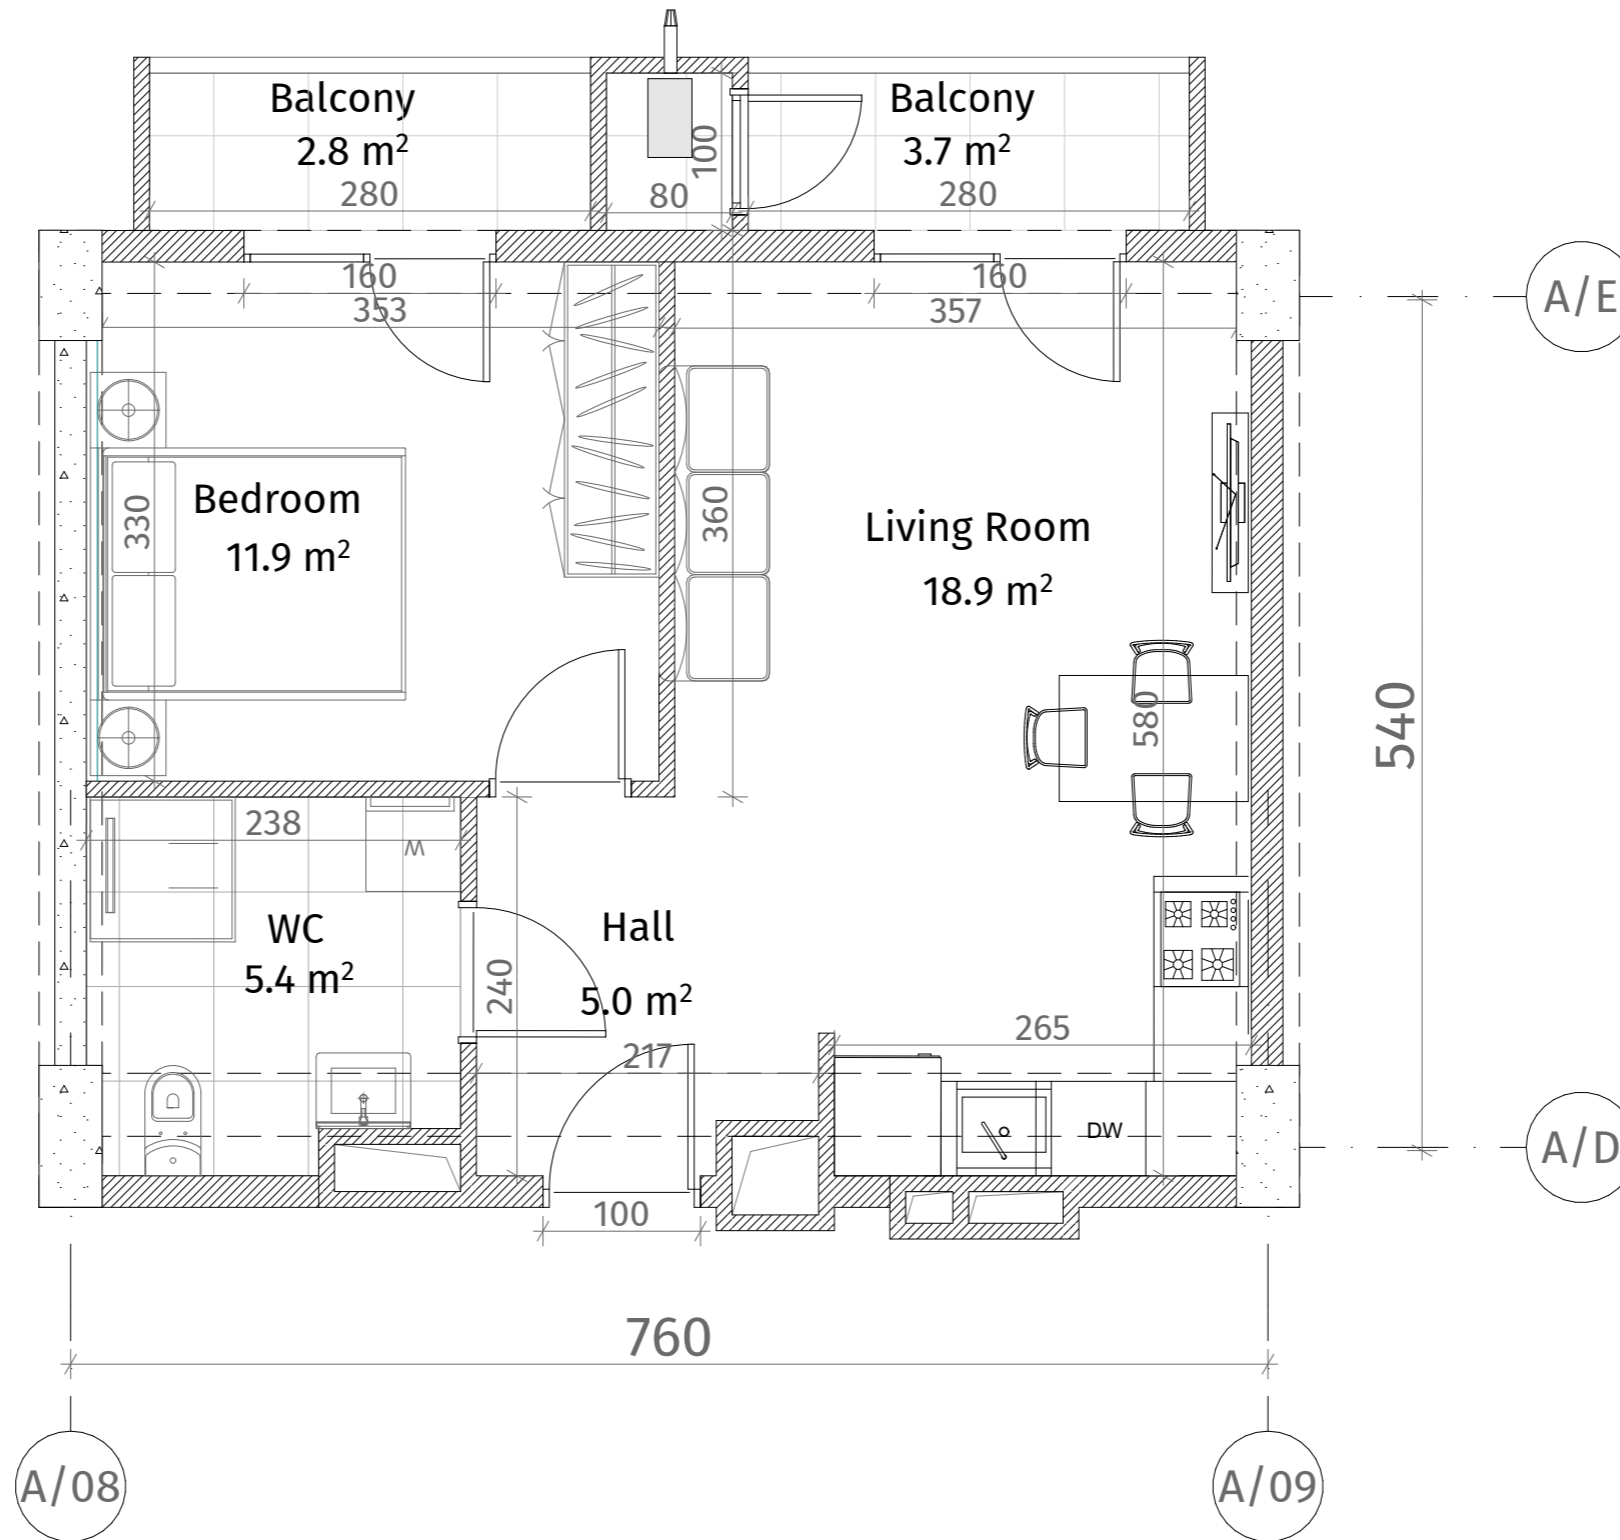 Balcony
2.8 m²
280
80
100
Balcony
3.7 m²
280
160
353
160
357
A/E
330
Bedroom
11.9 m²
360
Living Room
18.9 m²
580
540
238
W
WC
5.4 m²
240
Hall
5.0 m²
217
265
DW
A/D
100
760
A/08
A/09